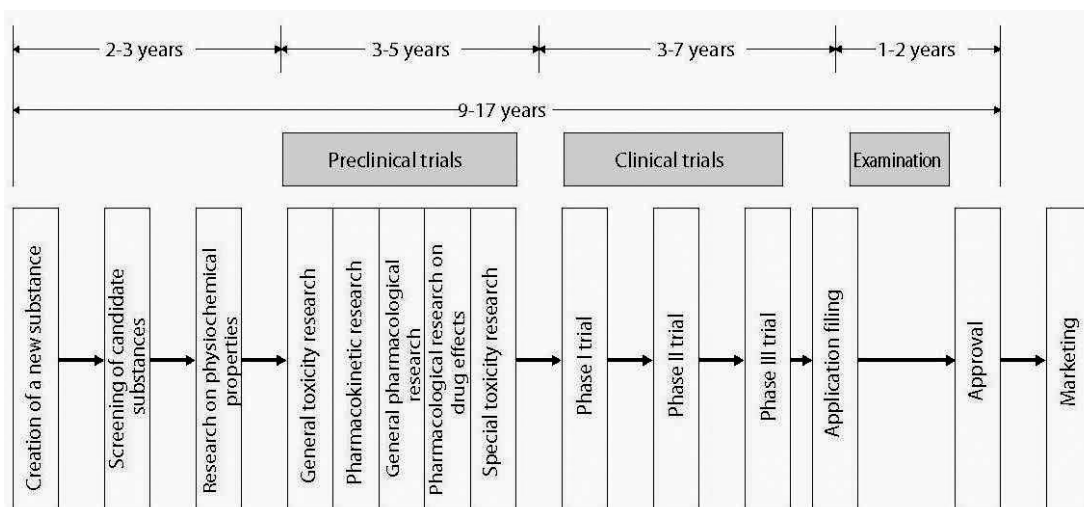 2-3 years
3-5 years
3-7 years
1-2 years
9-17 years
Preclinical trials
Clinical trials
Examination
Creation of a new substance
Screening of candidate
substances
Research on physiochemical
properties
General toxicity research
Pharmacokinetic research
General pharmacological
research
Pharmacological research on
drug effects
Special toxicity research
Phase I trial
Phase II trial
Phase III trial
Application filing
Approval
Marketing